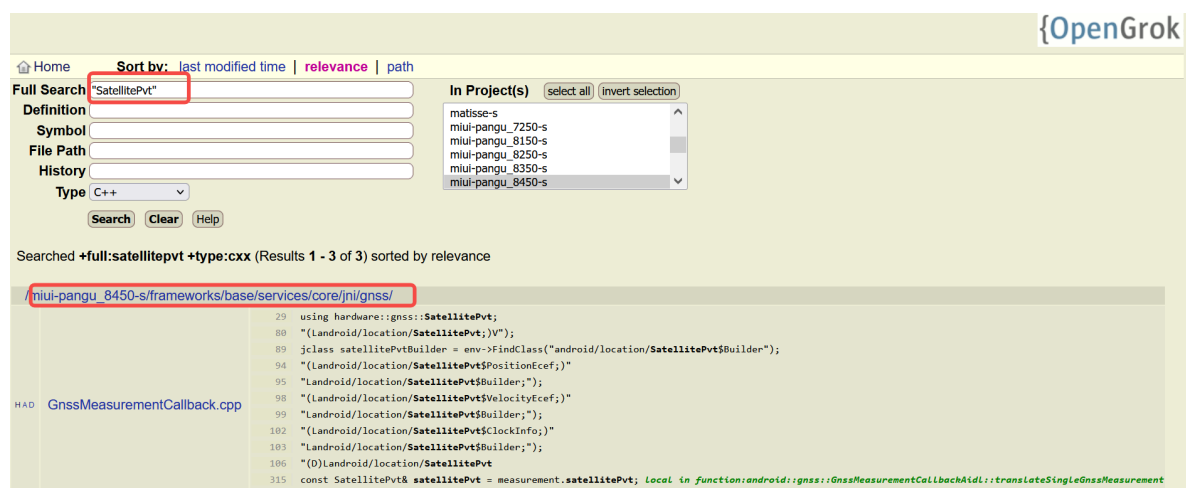 {OpenGrok
Home Sort by: last modified time | relevance | path
Full Search "SatellitePvt"
In Project(s) select all invert selection
Definition
Symbol
File Path
History
Type C++
matisse-s
miui-pangu_7250-s
miui-pangu_8150-s
miui-pangu_8250-s
miui-pangu_8350-s
miui-pangu_8450-s
Search Clear Help
Searched +full:satellitepvt +type:cxx (Results 1 - 3 of 3) sorted by relevance
/miui-pangu_8450-s/frameworks/base/services/core/jni/gnss/
H A D GnssMeasurementCallback.cpp
29 using hardware::gnss::SatellitePvt;
80 "(Landroid/location/SatellitePvt;)V");
89 jclass satellitePvtBuilder = env->FindClass("android/location/SatellitePvt$Builder");
94 "(Landroid/location/SatellitePvt$PositionEcef;)"
95 "Landroid/location/SatellitePvt$Builder;");
98 "(Landroid/location/SatellitePvt$VelocityEcef;)"
99 "Landroid/location/SatellitePvt$Builder;");
102 "(Landroid/location/SatellitePvt$ClockInfo;)"
103 "Landroid/location/SatellitePvt$Builder;");
106 "(D)Landroid/location/SatellitePvt
315 const SatellitePvt& satellitePvt = measurement.satellitePvt; local in function:android::gnss::GnssMeasurementCallbackAidl::translateSingleGnssMeasurement